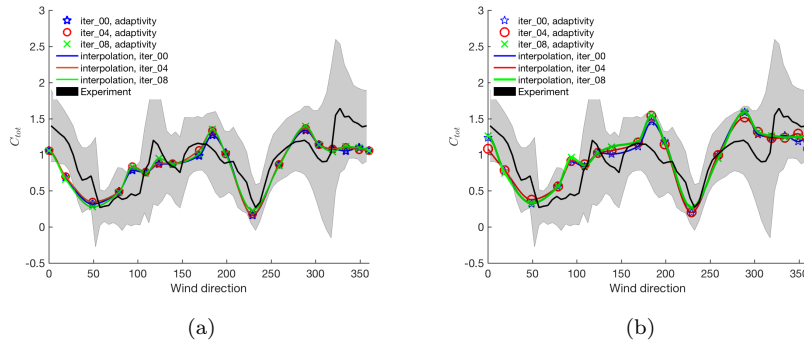 3
2.5
2
1.5
1
0.5
0
-0.5
C_tot
0 50 100 150 200 250 300 350
Wind direction
iter_00, adaptivity
iter_04, adaptivity
iter_08, adaptivity
interpolation, iter_00
interpolation, iter_04
interpolation, iter_08
Experiment
(a)
3
2.5
2
1.5
1
0.5
0
-0.5
C_tot
0 50 100 150 200 250 300 350
Wind direction
iter_00, adaptivity
iter_04, adaptivity
iter_08, adaptivity
interpolation, iter_00
interpolation, iter_04
interpolation, iter_08
Experiment
(b)